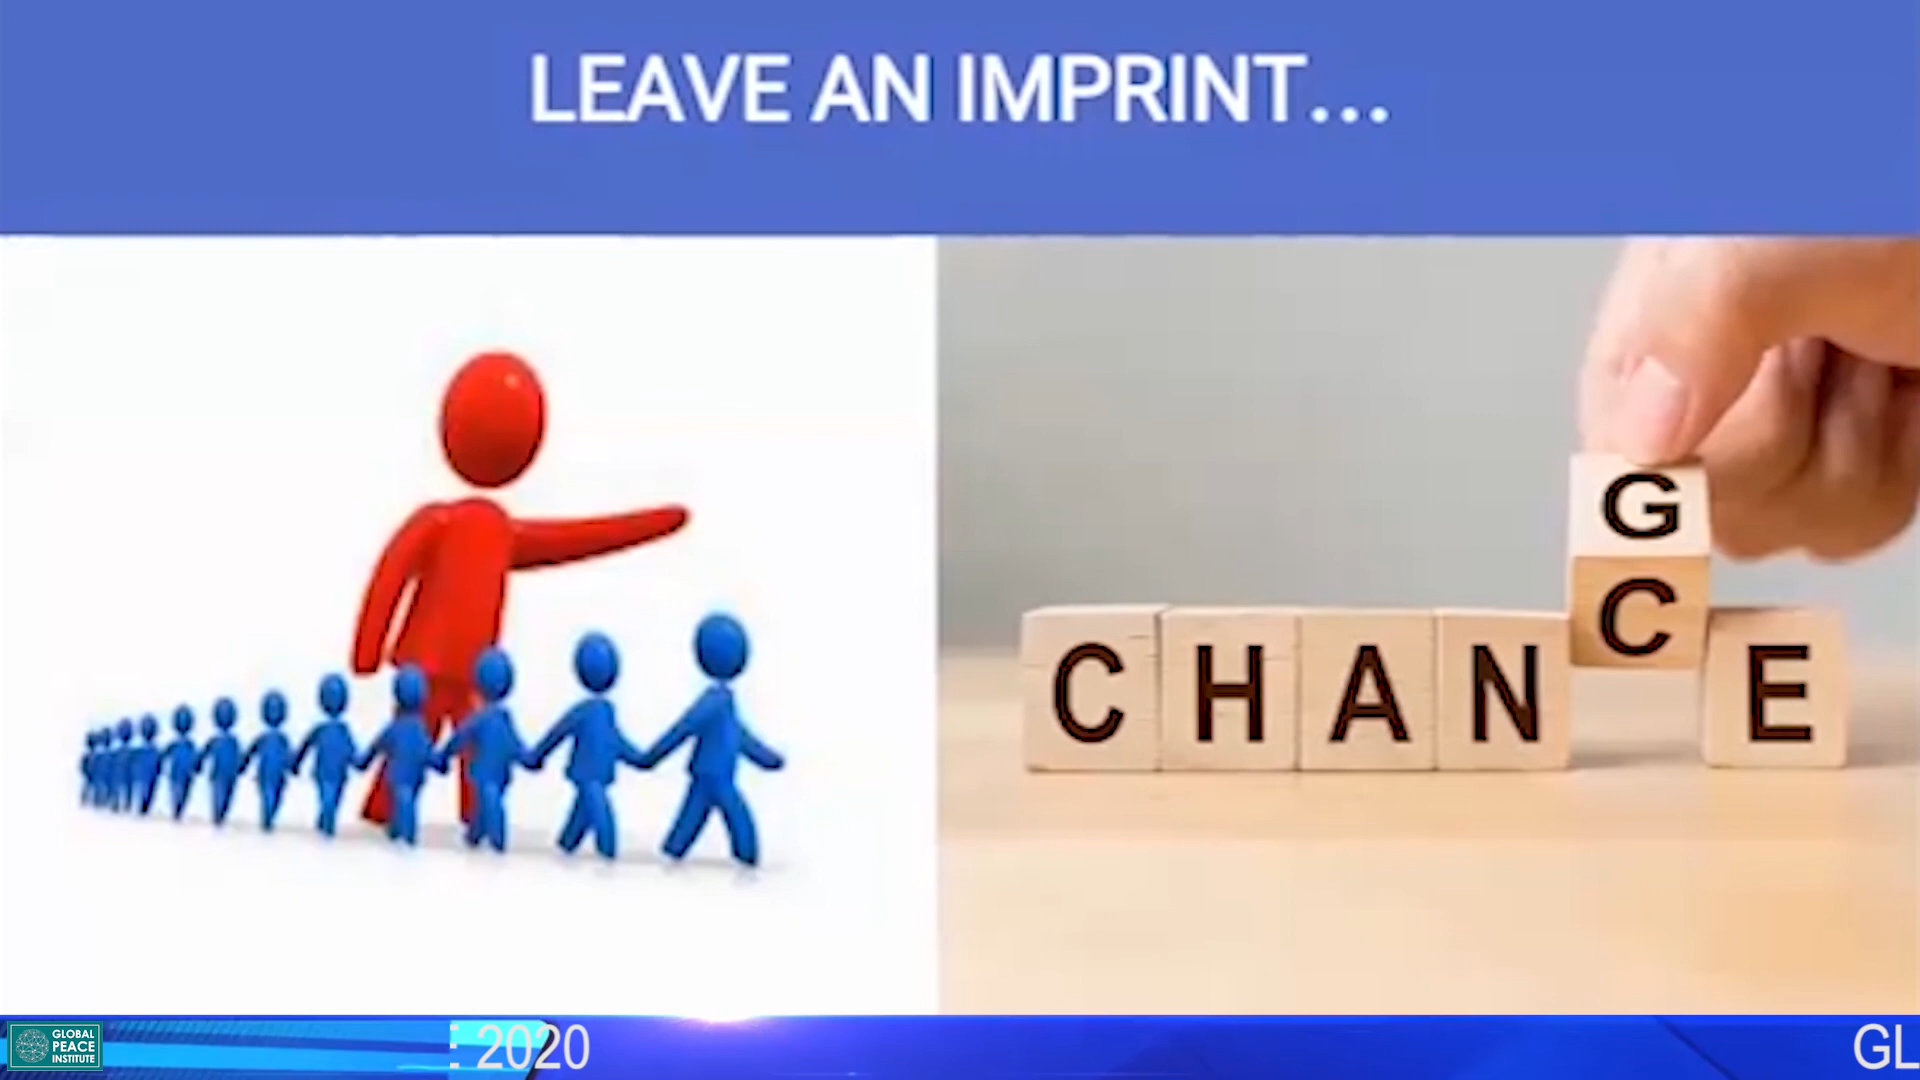 LEAVE AN IMPRINT...
G
C
CHAN E
GLOBAL
PEACE
INSTITUTE
: 2020
GL